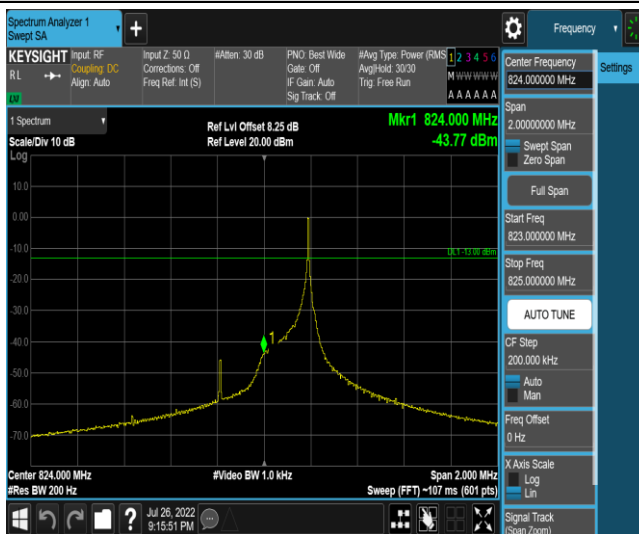 Spectrum Analyzer 1
Swept SA
Frequency
KEYSIGHT
RL
LXI
Input: RF
Coupling: DC
Align: Auto
Input Z: 50 Ω
Corrections: Off
Freq Ref: Int (S)
#Atten: 30 dB
PNO: Best Wide
Gate: Off
IF Gain: Auto
Sig Track: Off
#Avg Type: Power (RMS
Avg|Hold: 30/30
Trig: Free Run
1 2 3 4 5 6
M W W W W W
A A A A A A
1 Spectrum
Scale/Div 10 dB
Log
Ref Lvl Offset 8.25 dB
Ref Level 20.00 dBm
Mkr1 824.000 MHz
-43.77 dBm
10.0
0.00
-10.0
-20.0
-30.0
-40.0
-50.0
-60.0
-70.0
DL1 -13.00 dBm
1
Center 824.000 MHz
#Res BW 200 Hz
#Video BW 1.0 kHz
Span 2.000 MHz
Sweep (FFT) ~107 ms (601 pts)
Jul 26, 2022
9:15:51 PM
?
Center Frequency
824.000000 MHz
Settings
Span
2.00000000 MHz
Swept Span
Zero Span
Full Span
Start Freq
823.000000 MHz
Stop Freq
825.000000 MHz
AUTO TUNE
CF Step
200.000 kHz
Auto
Man
Freq Offset
0 Hz
X Axis Scale
Log
Lin
Signal Track
(Span Zoom)